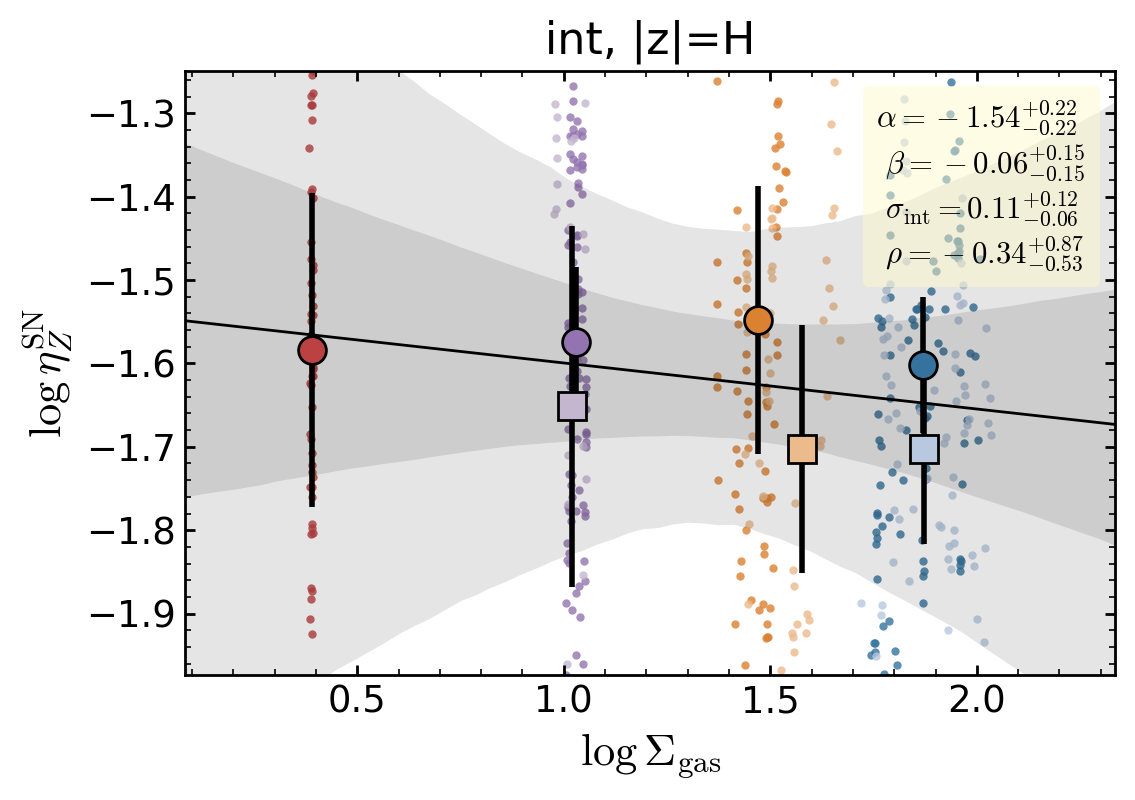 int, |z|=H
log η_Z^SN
−1.3
−1.4
−1.5
−1.6
−1.7
−1.8
−1.9
α = −1.54^{+0.22}_{−0.22}
β = −0.06^{+0.15}_{−0.15}
σ_int = 0.11^{+0.12}_{−0.06}
ρ = −0.34^{+0.87}_{−0.53}
0.5 1.0 1.5 2.0
log Σ_gas